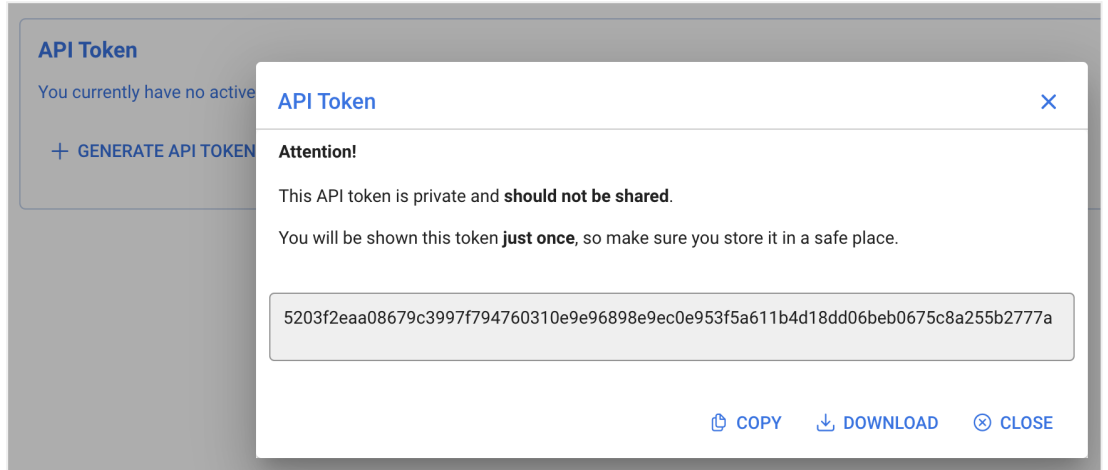 API Token
You currently have no active
GENERATE API TOKEN
API Token
Attention!
This API token is private and should not be shared.
You will be shown this token just once, so make sure you store it in a safe place.
5203f2eaa08679c3997f794760310e9e96898e9ec0e953f5a611b4d18dd06beb0675c8a255b2777a
COPY
DOWNLOAD
CLOSE